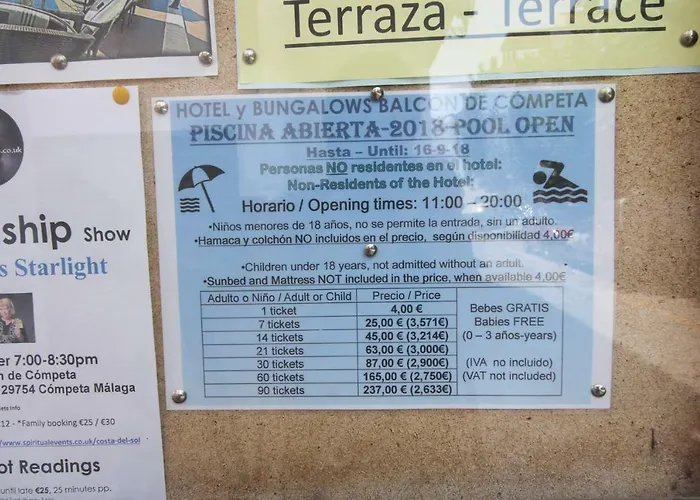 Terraza - Terrace
HOTEL y BUNGALOWS BALCÓN DE CÓMPETA
PISCINA ABIERTA-2018-POOL OPEN
Hasta – Until: 16-9-18
Personas NO residentes en el hotel:
Non-Residents of the Hotel:
Horario / Opening times: 11:00 – 20:00
•Niños menores de 18 años, no se permite la entrada, sin un adulto.
•Hamaca y colchón NO incluidos en el precio, según disponibilidad 4,00€
•Children under 18 years, not admitted without an adult.
•Sunbed and Mattress NOT included in the price, when available 4,00€
Adulto o Niño / Adult or Child Precio / Price
1 ticket 4,00 €
7 tickets 25,00 € (3,571€)
14 tickets 45,00 € (3,214€)
21 tickets 63,00 € (3,000€)
30 tickets 87,00 € (2,900€)
60 tickets 165,00 € (2,750€)
90 tickets 237,00 € (2,633€)
Bebes GRATIS
Babies FREE
(0 – 3 años-years)
(IVA no incluido)
(VAT not included)
s.co.uk
ship Show
s Starlight
er 7:00-8:30pm
n de Cómpeta
29754 Cómpeta Málaga
ets Info
12 - *Family booking €25 / €30
/www.spiritualevents.co.uk/costa-del-sol
ot Readings
until late €25, 25 minutes pp.